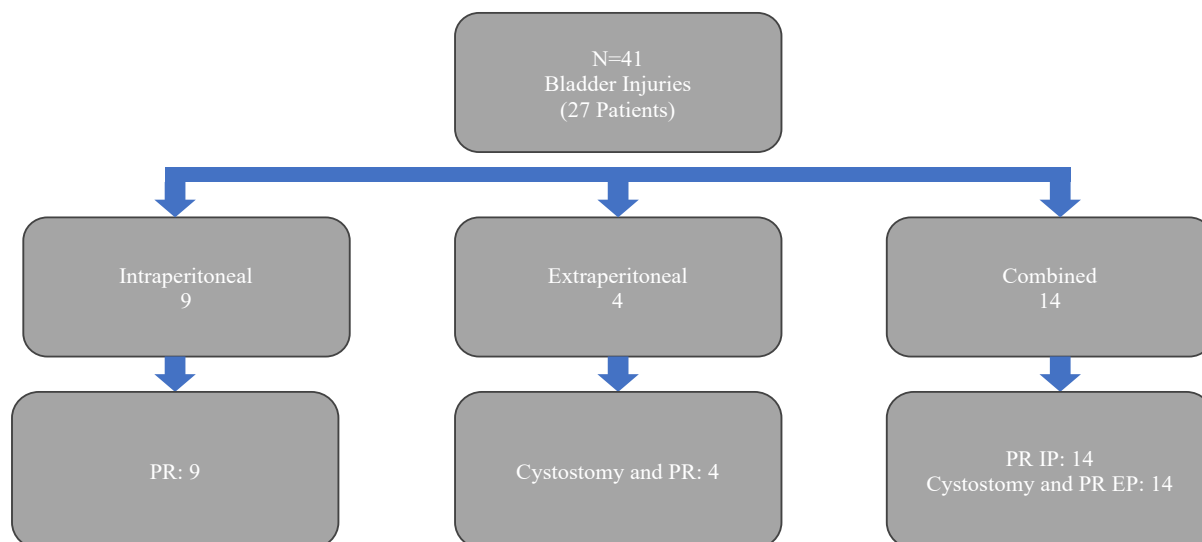 N=41
Bladder Injuries
(27 Patients)
Intraperitoneal
9
Extraperitoneal
4
Combined
14
PR: 9
Cystostomy and PR: 4
PR IP: 14
Cystostomy and PR EP: 14